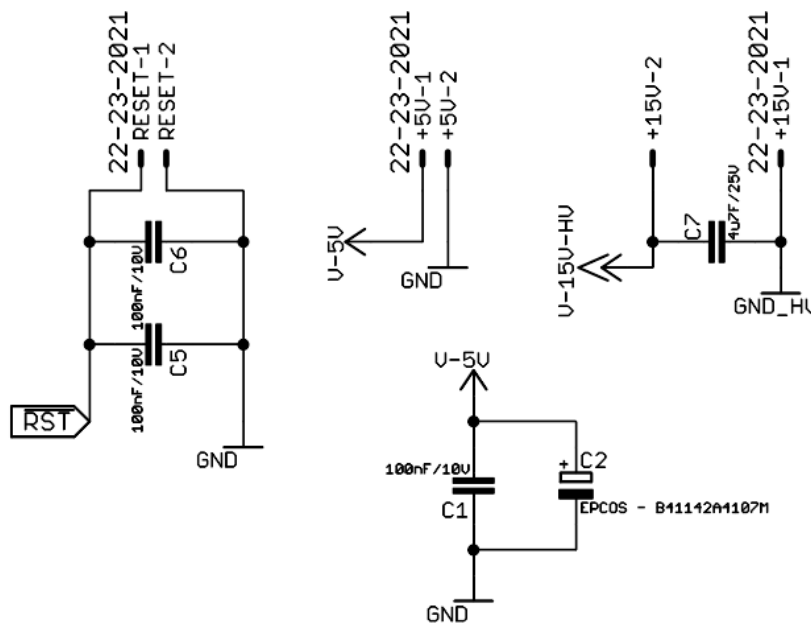 22-23-2021
RESET-1
RESET-2
C6
100nF/10V
C5
100nF/10V
RST
GND
22-23-2021
+5V-1
+5V-2
V-5V
GND
+15V-2
22-23-2021
+15V-1
C7
4u7F/25V
V-15V-HV
GND_HV
V-5V
100nF/10V
C1
+
C2
EPCOS - B41142A4107M
GND